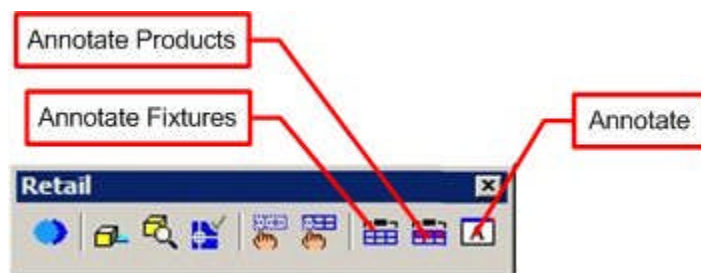 Annotate Products
Annotate Fixtures
Annotate
Retail
A